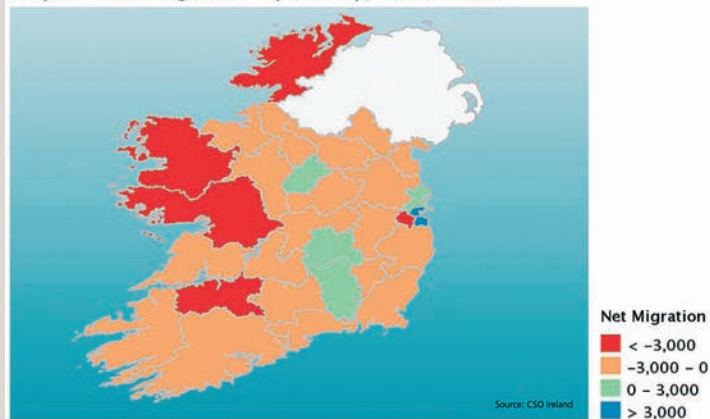 Net Migration
< -3,000
-3,000 - 0
0 - 3,000
> 3,000
Source: CSO Ireland